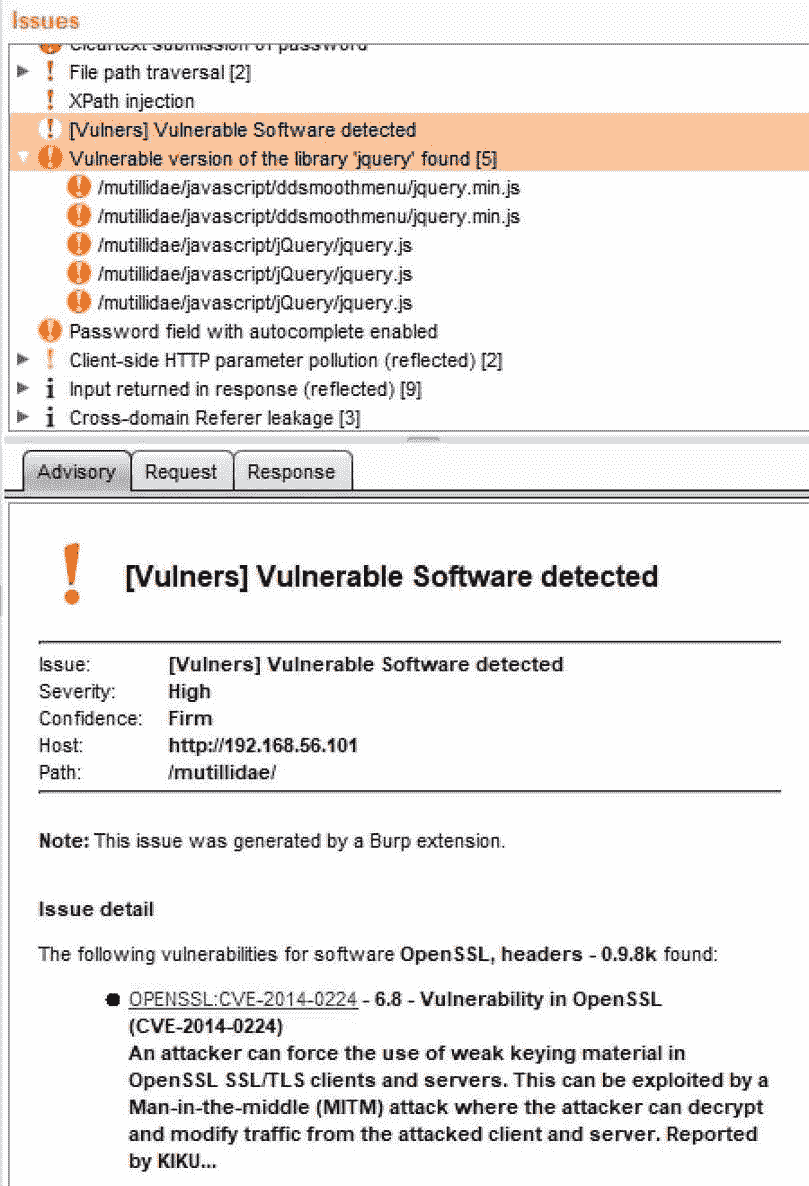 Issues
Cleartext submission of password
File path traversal [2]
XPath injection
[Vulners] Vulnerable Software detected
Vulnerable version of the library 'jquery' found [5]
/mutillidae/javascript/ddsmoothmenu/jquery.min.js
/mutillidae/javascript/ddsmoothmenu/jquery.min.js
/mutillidae/javascript/jQuery/jquery.js
/mutillidae/javascript/jQuery/jquery.js
/mutillidae/javascript/jQuery/jquery.js
Password field with autocomplete enabled
Client-side HTTP parameter pollution (reflected) [2]
Input returned in response (reflected) [9]
Cross-domain Referer leakage [3]
Advisory Request Response
[Vulners] Vulnerable Software detected
Issue: [Vulners] Vulnerable Software detected
Severity: High
Confidence: Firm
Host: http://192.168.56.101
Path: /mutillidae/
Note: This issue was generated by a Burp extension.
Issue detail
The following vulnerabilities for software OpenSSL, headers - 0.9.8k found:
OPENSSL:CVE-2014-0224 - 6.8 - Vulnerability in OpenSSL
(CVE-2014-0224)
An attacker can force the use of weak keying material in
OpenSSL SSL/TLS clients and servers. This can be exploited by a
Man-in-the-middle (MITM) attack where the attacker can decrypt
and modify traffic from the attacked client and server. Reported
by KIKU...